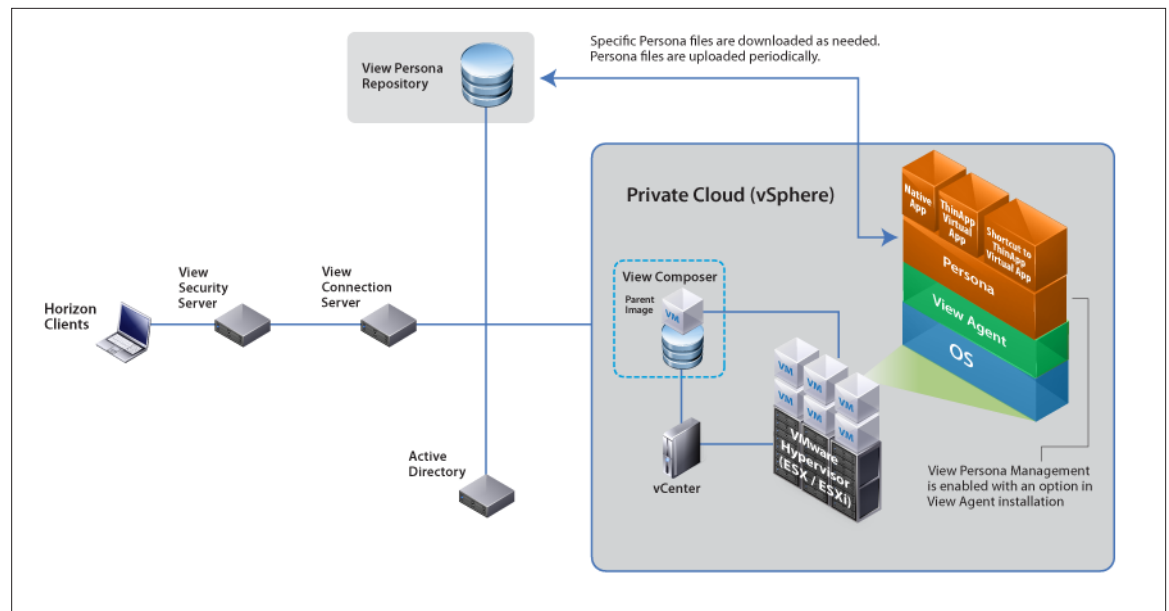 Specific Persona files are downloaded as needed.
Persona files are uploaded periodically.
View Persona
Repository
Private Cloud (vSphere)
Native
App
ThinApp
Virtual
App
Shortcut to
ThinApp
Virtual App
Persona
View Agent
OS
View Composer
Parent
Image
VM
View
Security
Server
View
Connection
Server
Horizon
Clients
VM
VM
VM
VM
VM
VM
VMware
Hypervisor
(ESX / ESXi)
vCenter
Active
Directory
View Persona Management
is enabled with an option in
View Agent installation